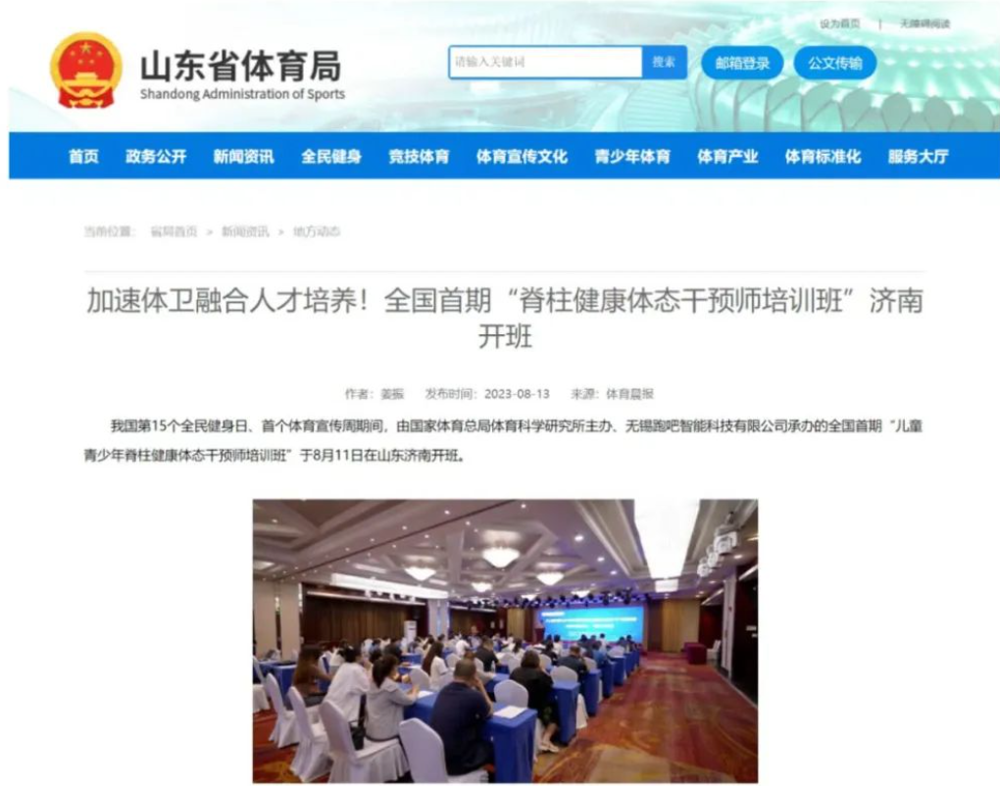 设为首页 | 无障碍阅读
山东省体育局
Shandong Administration of Sports
请输入关键词
搜索
邮箱登录
公文传输
首页 政务公开 新闻资讯 全民健身 竞技体育 体育宣传文化 青少年体育 体育产业 体育标准化 服务大厅
当前位置： 省局首页 » 新闻资讯 » 地方动态
加速体卫融合人才培养！全国首期“脊柱健康体态干预师培训班”济南
开班
作者：姜振 发布时间：2023-08-13 来源：体育晨报
我国第15个全民健身日、首个体育宣传周期间，由国家体育总局体育科学研究所主办、无锡跑吧智能科技有限公司承办的全国首期“儿童
青少年脊柱健康体态干预师培训班”于8月11日在山东济南开班。